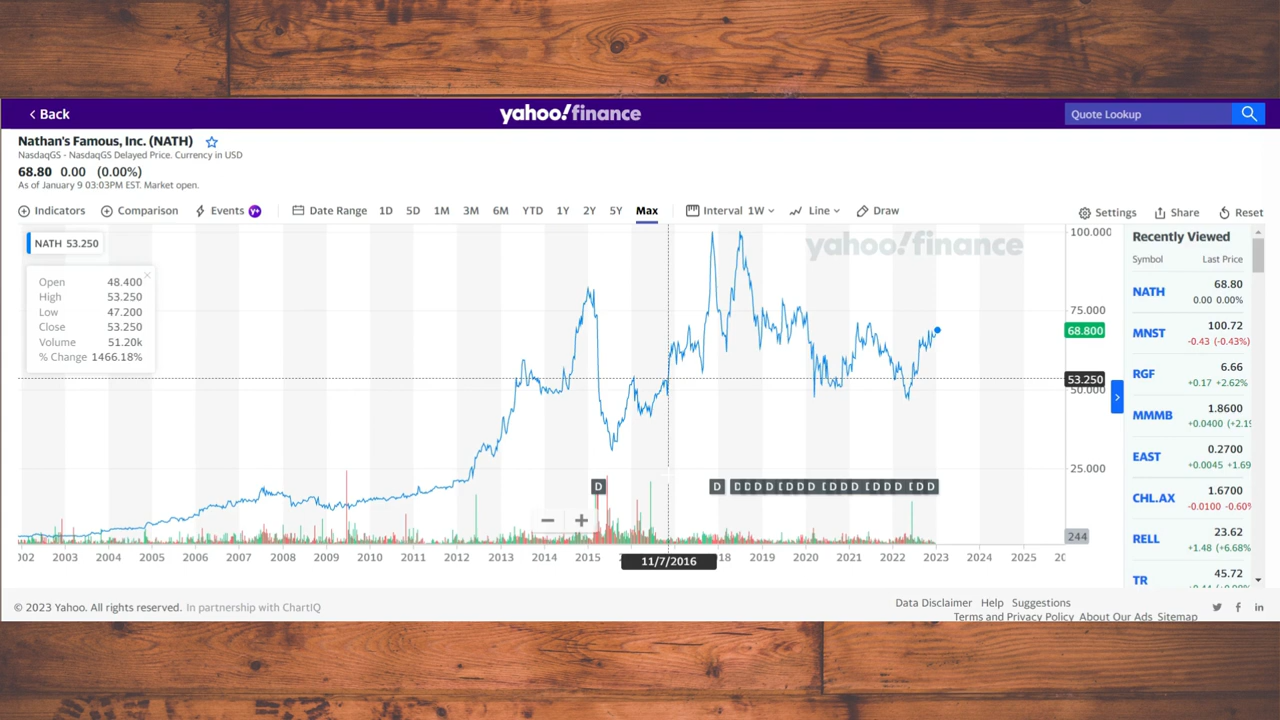 Back
yahoo!finance
Quote Lookup
Nathan's Famous, Inc. (NATH)
NasdaqGS - NasdaqGS Delayed Price. Currency in USD
68.80 0.00 (0.00%)
As of January 9 03:03PM EST. Market open.
Indicators Comparison Events Y+ Date Range 1D 5D 1M 3M 6M YTD 1Y 2Y 5Y Max Interval 1W Line Draw Settings Share Reset
NATH 53.250
Open 48.400
High 53.250
Low 47.200
Close 53.250
Volume 51.20k
% Change 1466.18%
yahoo!finance
100.000
75.000
68.800
53.250
50.000
25.000
244
D D D D D D D D D D D D D D D D
02 2003 2004 2005 2006 2007 2008 2009 2010 2011 2012 2013 2014 2015 11/7/2016 18 2019 2020 2021 2022 2023 2024 2025 20
Recently Viewed
Symbol Last Price
NATH 68.80
0.00 0.00%
MNST 100.72
-0.43 (-0.43%)
RGF 6.66
+0.17 +2.62%
MMMB 1.8600
+0.0400 (+2.19
EAST 0.2700
+0.0045 +1.69
CHL.AX 1.6700
-0.0100 -0.60%
RELL 23.62
+1.48 (+6.68%
TR 45.72
© 2023 Yahoo. All rights reserved. In partnership with ChartIQ
Data Disclaimer Help Suggestions
Terms and Privacy Policy About Our Ads Sitemap